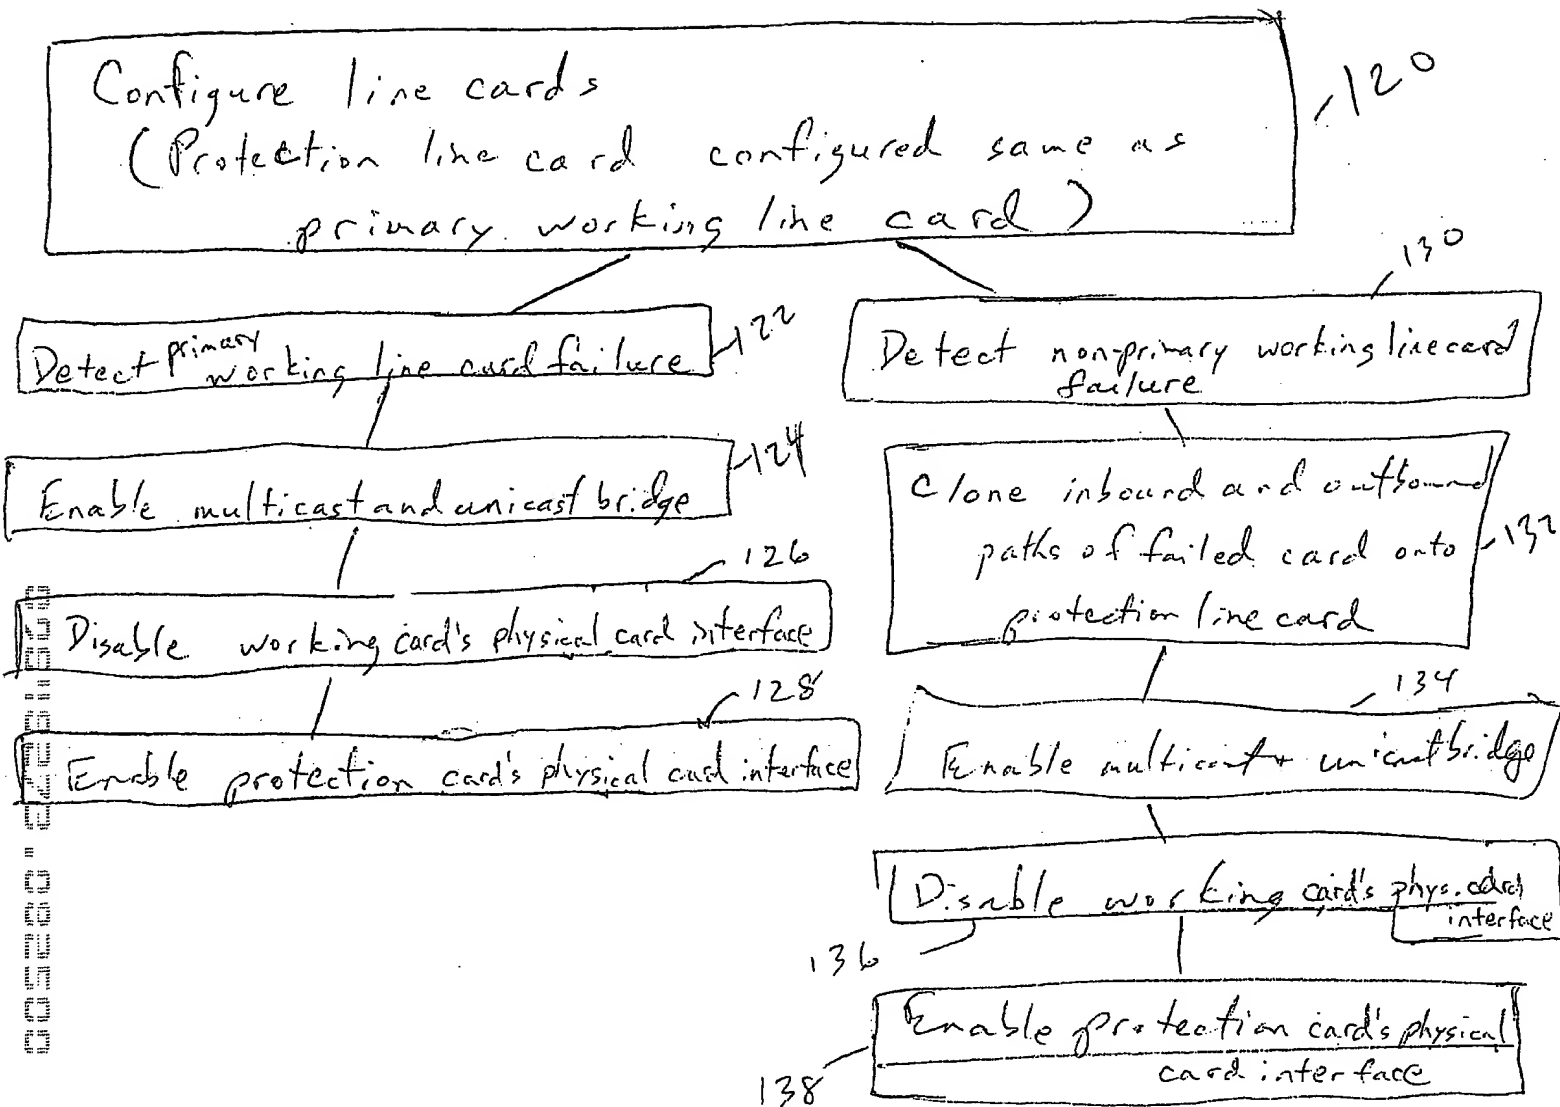 Configure line cards
(Protection line card configured same as
primary working line card)
120
Detect primary working line card failure
122
Enable multicast and unicast bridge
124
Disable working card's physical card interface
126
Enable protection card's physical card interface
128
130
Detect non-primary working line card
failure
Clone inbound and outbound
paths of failed card onto
protection line card
132
134
Enable multicast + unicast bridge
Disable working card's phys. card
interface
136
Enable protection card's physical
card interface
138